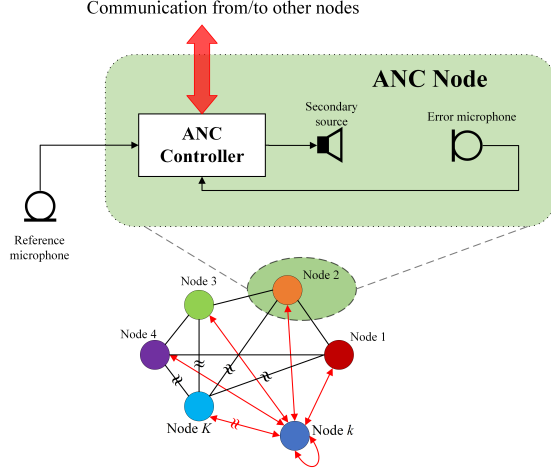 Communication from/to other nodes
ANC Node
Secondary
source
Error microphone
ANC
Controller
Reference
microphone
Node 2
Node 3
Node 4
Node 1
Node K
Node k